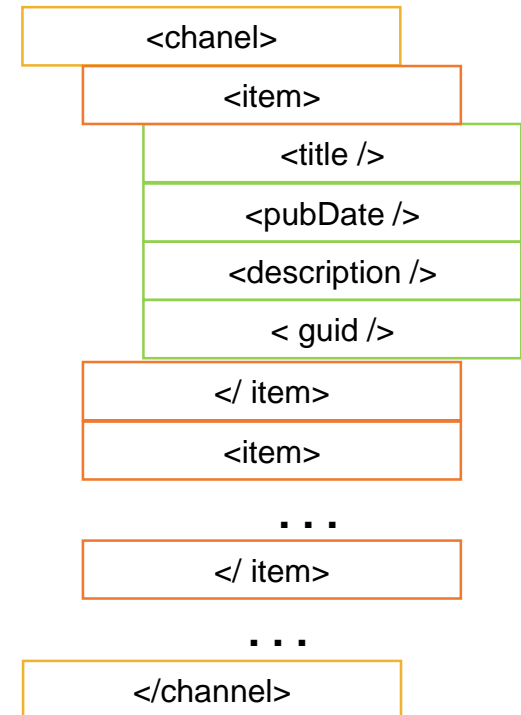 <chanel>
<item>
<title />
<pubDate />
<description />
< guid />
</ item>
<item>
. . .
</ item>
. . .
</channel>